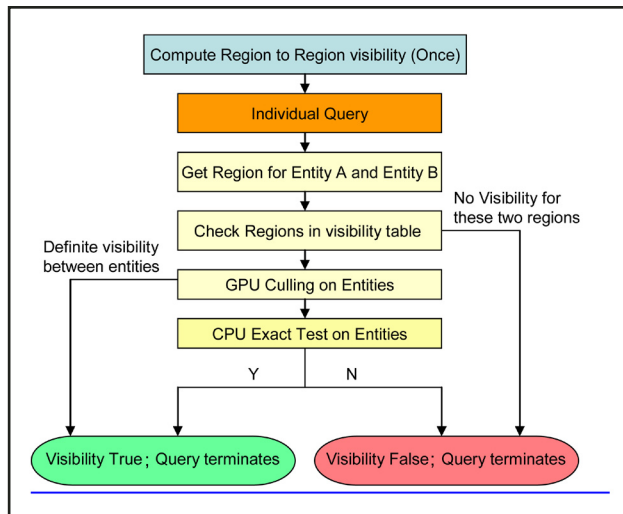 Compute Region to Region visibility (Once)
Individual Query
Get Region for Entity A and Entity B
No Visibility for
these two regions
Check Regions in visibility table
Definite visibility
between entities
GPU Culling on Entities
CPU Exact Test on Entities
Y
N
Visibility True; Query terminates
Visibility False; Query terminates